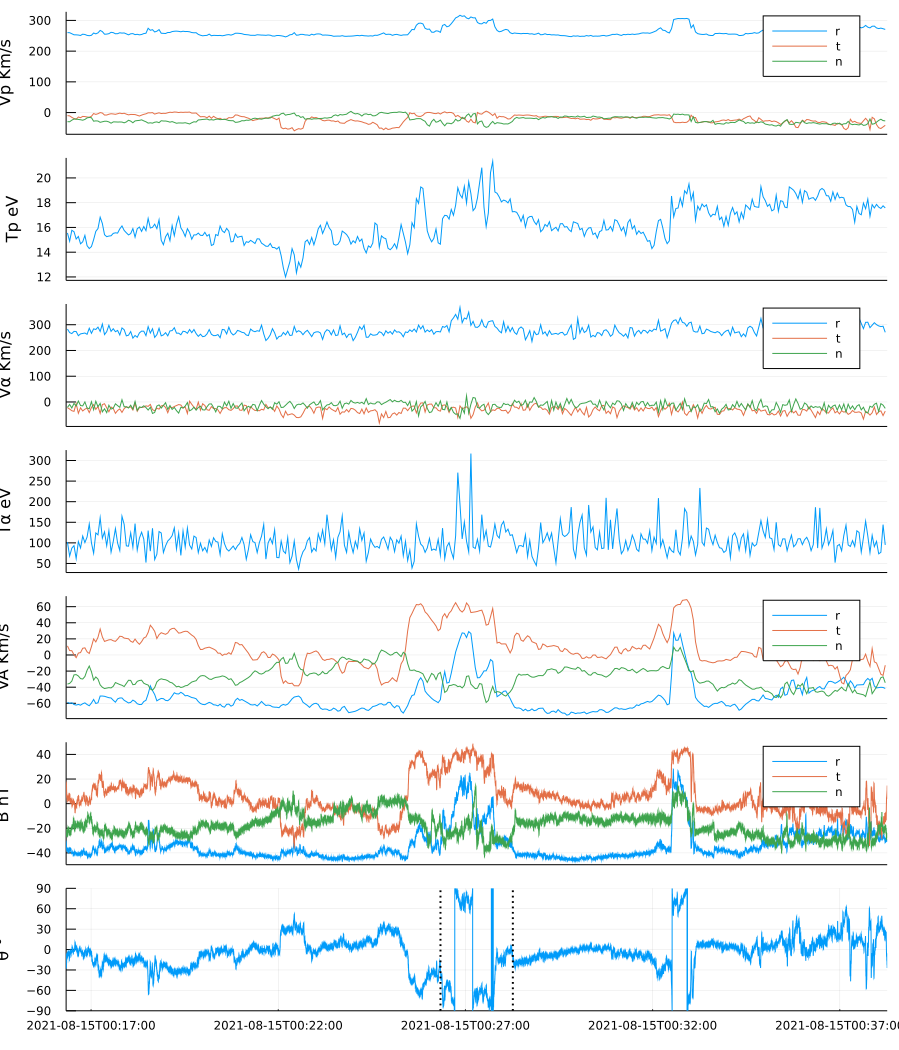 Vp Km/s
300
200
100
0
r
t
n
Tp eV
20
18
16
14
12
Vα Km/s
300
200
100
0
r
t
n
Tα eV
300
250
200
150
100
50
VA Km/s
60
40
20
0
−20
−40
−60
r
t
n
B nT
40
20
0
−20
−40
r
t
n
θ °
90
60
30
0
−30
−60
−90
2021-08-15T00:17:00
2021-08-15T00:22:00
2021-08-15T00:27:00
2021-08-15T00:32:00
2021-08-15T00:37:00